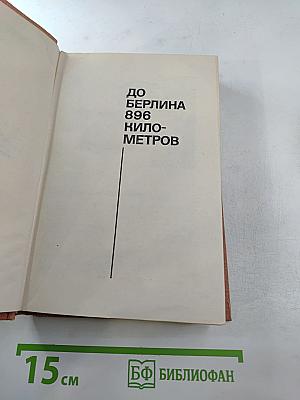 ДО
БЕРЛИНА
896
КИЛО-
МЕТРОВ
15 см
БФ БИБЛИОФАН